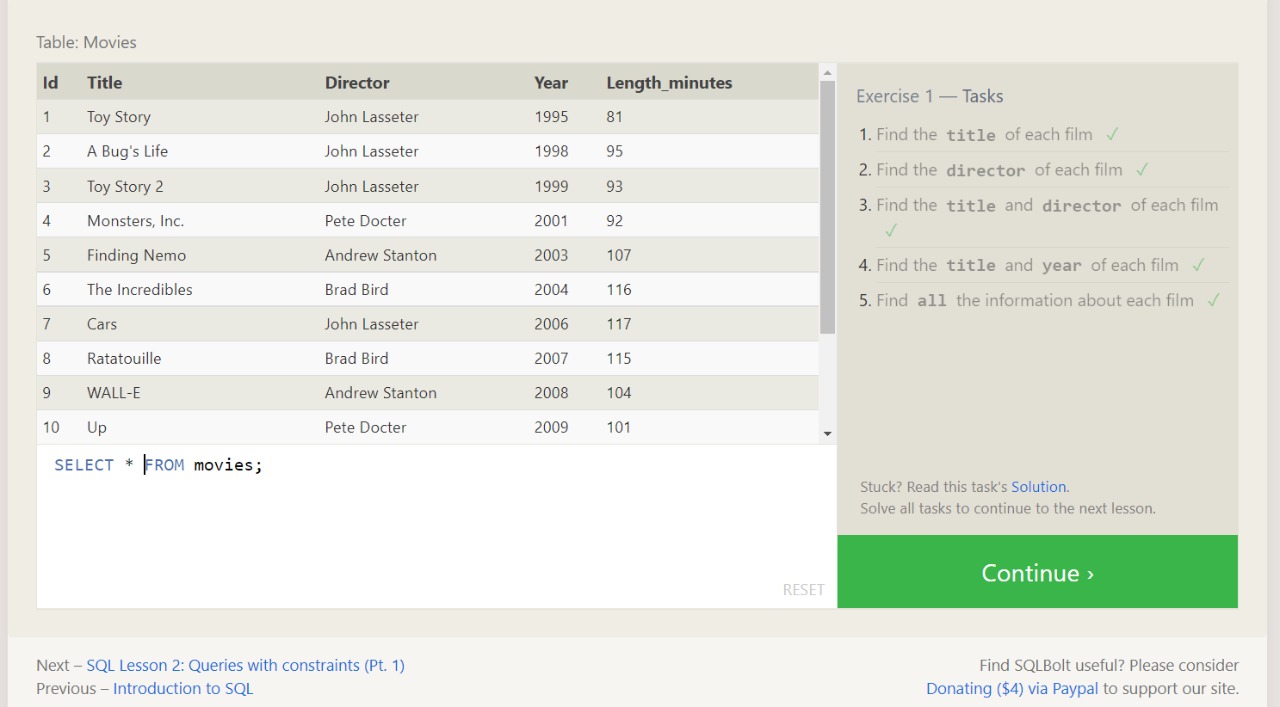 Table: Movies
Id Title Director Year Length_minutes
1 Toy Story John Lasseter 1995 81
2 A Bug's Life John Lasseter 1998 95
3 Toy Story 2 John Lasseter 1999 93
4 Monsters, Inc. Pete Docter 2001 92
5 Finding Nemo Andrew Stanton 2003 107
6 The Incredibles Brad Bird 2004 116
7 Cars John Lasseter 2006 117
8 Ratatouille Brad Bird 2007 115
9 WALL-E Andrew Stanton 2008 104
10 Up Pete Docter 2009 101
SELECT * FROM movies;
RESET
Exercise 1 — Tasks
1. Find the title of each film ✓
2. Find the director of each film ✓
3. Find the title and director of each film
✓
4. Find the title and year of each film ✓
5. Find all the information about each film ✓
Stuck? Read this task's Solution.
Solve all tasks to continue to the next lesson.
Continue ›
Next – SQL Lesson 2: Queries with constraints (Pt. 1)
Previous – Introduction to SQL
Find SQLBolt useful? Please consider
Donating ($4) via Paypal to support our site.